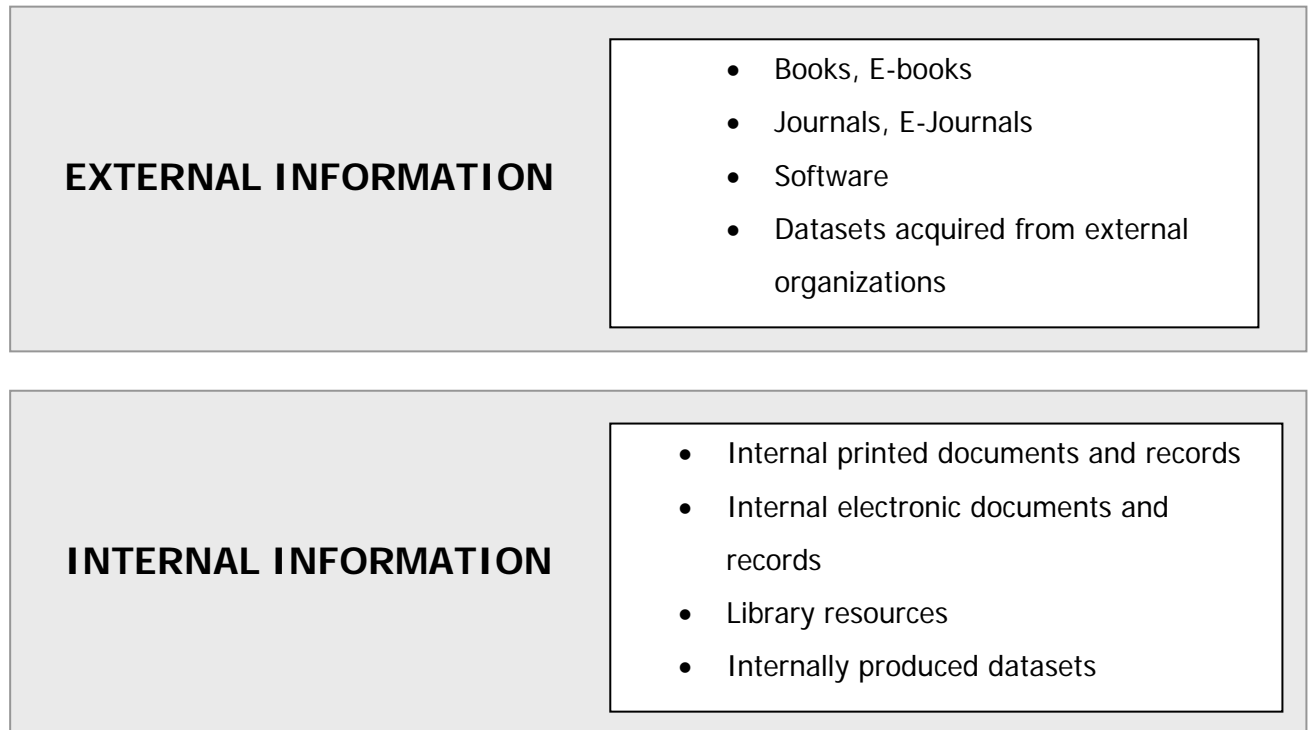 EXTERNAL INFORMATION
• Books, E-books
• Journals, E-Journals
• Software
• Datasets acquired from external
organizations
INTERNAL INFORMATION
• Internal printed documents and records
• Internal electronic documents and
records
• Library resources
• Internally produced datasets